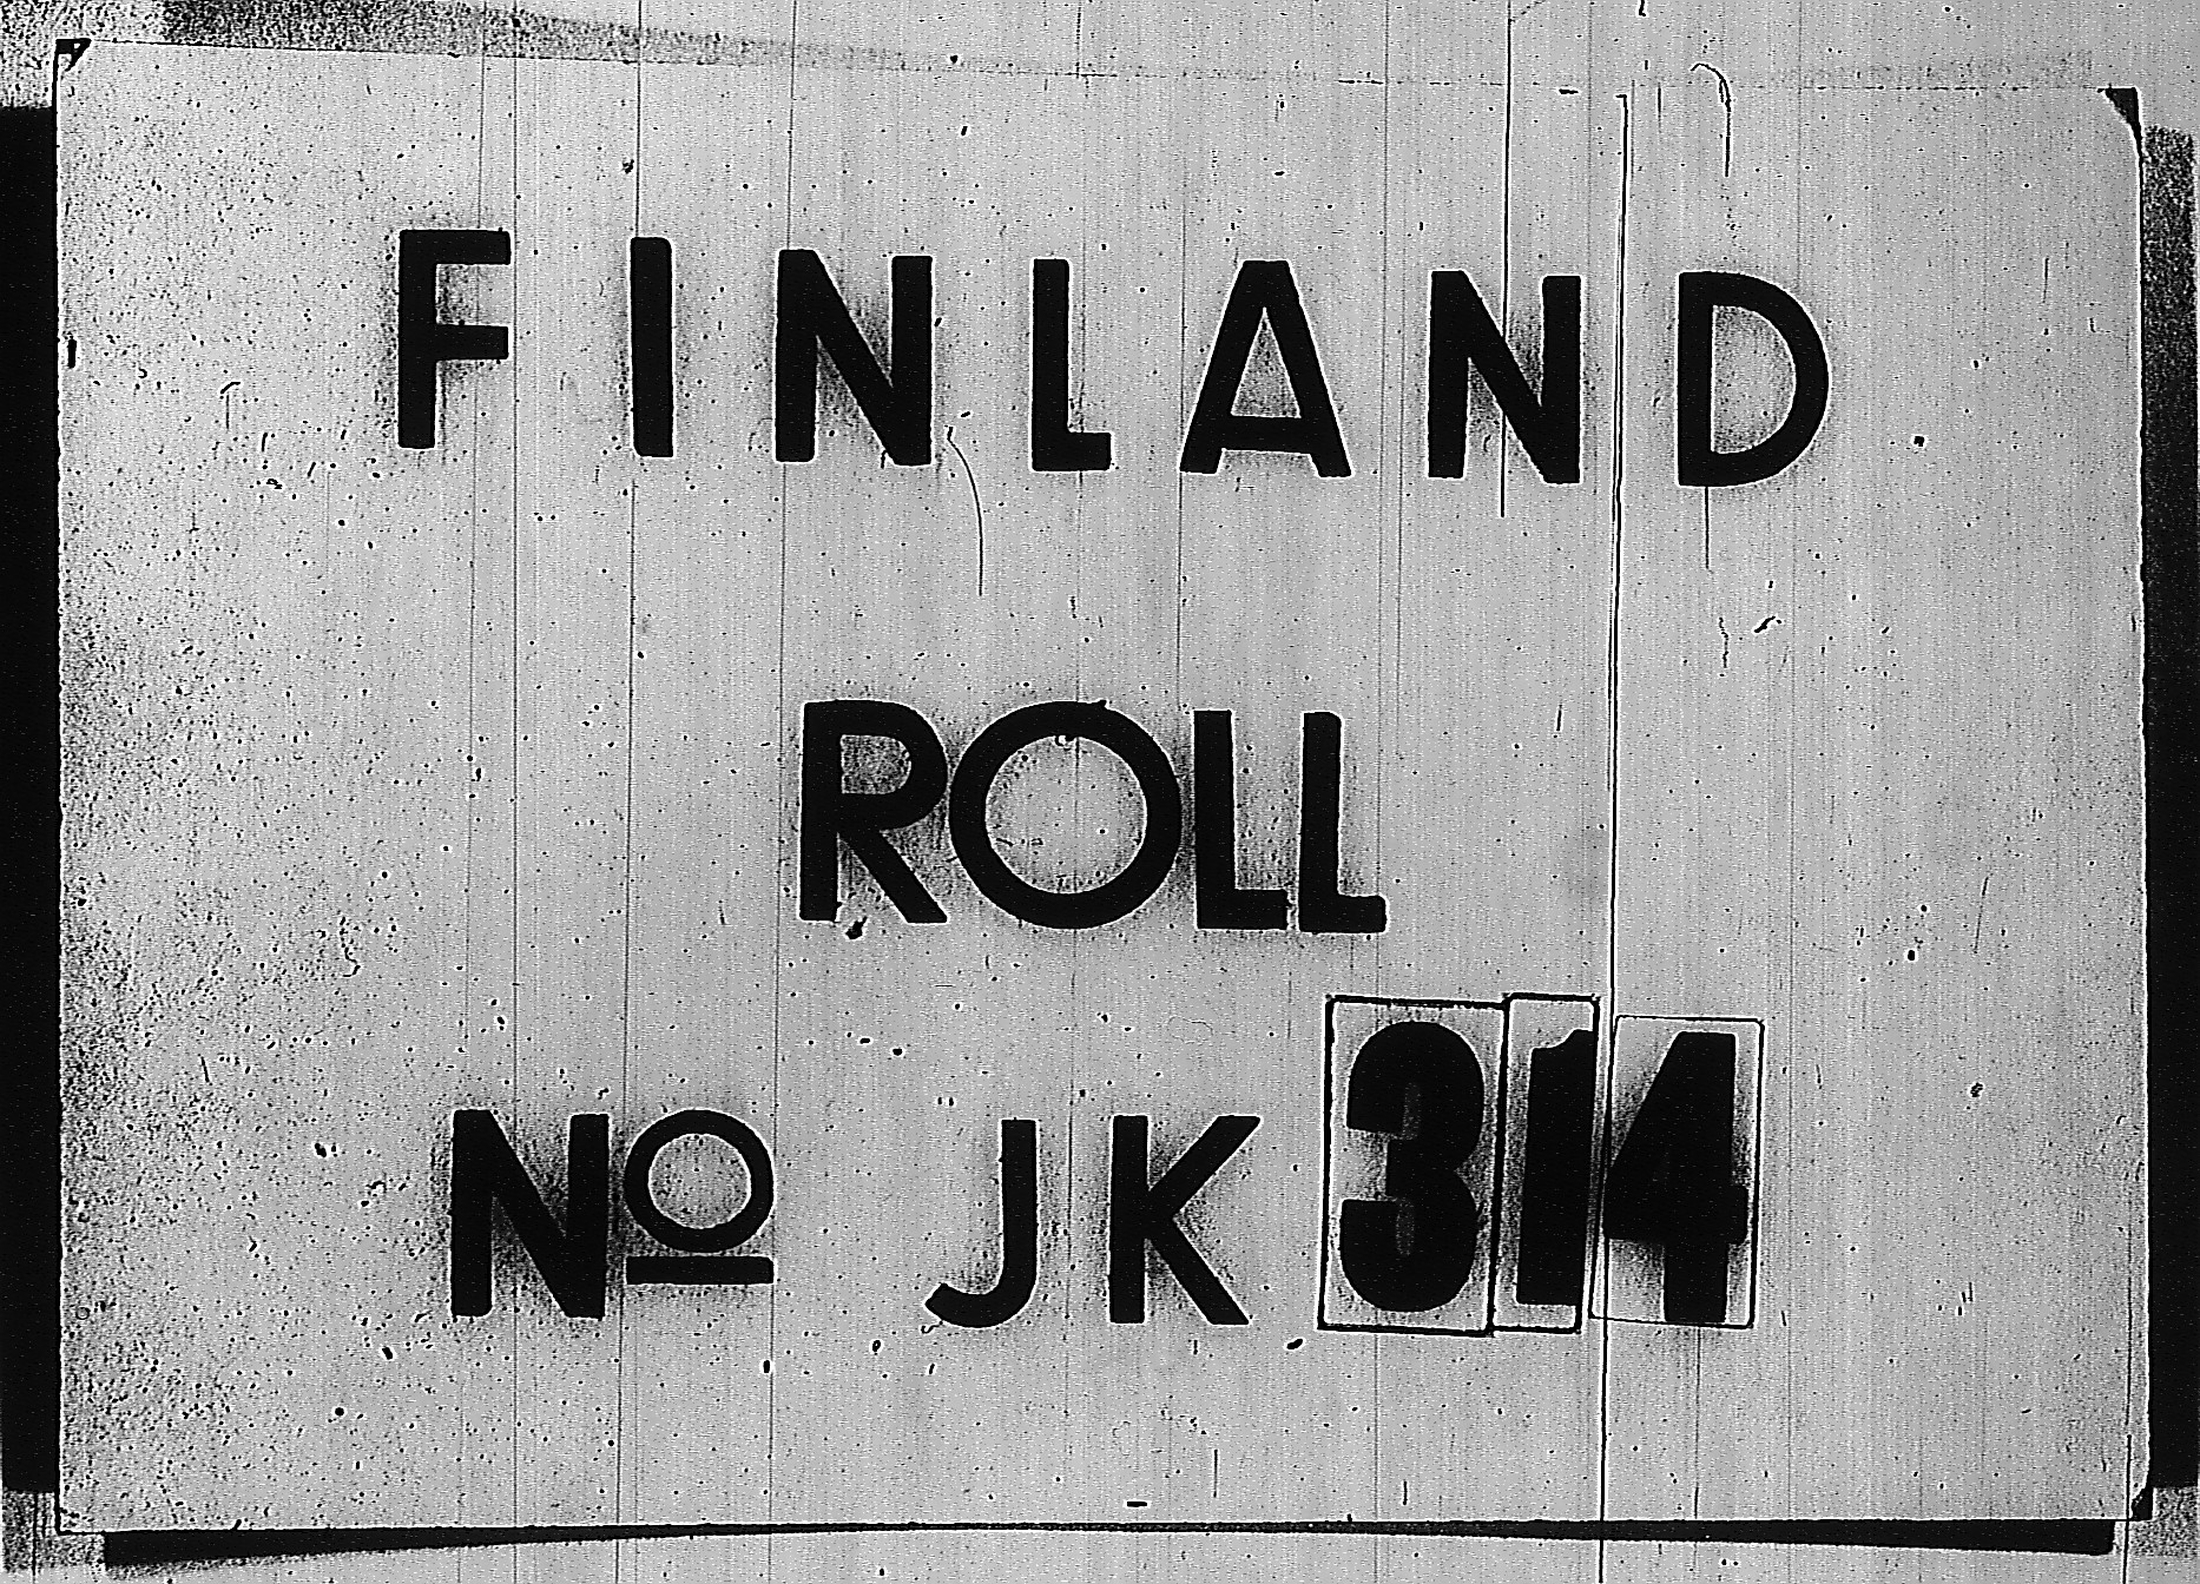 FINLAND
ROLL
Nº JK 314